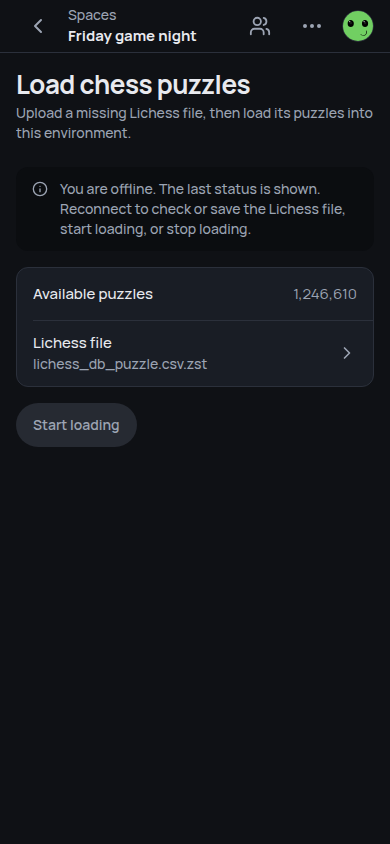 Spaces
Friday game night
Load chess puzzles
Upload a missing Lichess file, then load its puzzles into
this environment.
You are offline. The last status is shown.
Reconnect to check or save the Lichess file,
start loading, or stop loading.
Available puzzles 1,246,610
Lichess file
lichess_db_puzzle.csv.zst
Start loading